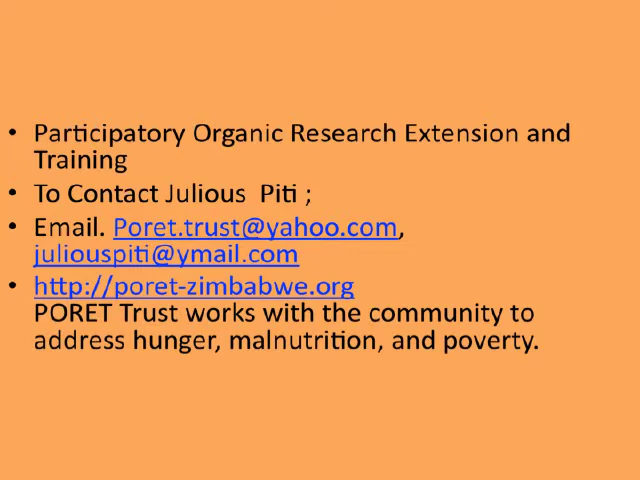 • Participatory Organic Research Extension and
Training
• To Contact Julious  Piti ;
• Email. Poret.trust@yahoo.com,
juliouspiti@ymail.com
• http://poret-zimbabwe.org
PORET Trust works with the community to
address hunger, malnutrition, and poverty.